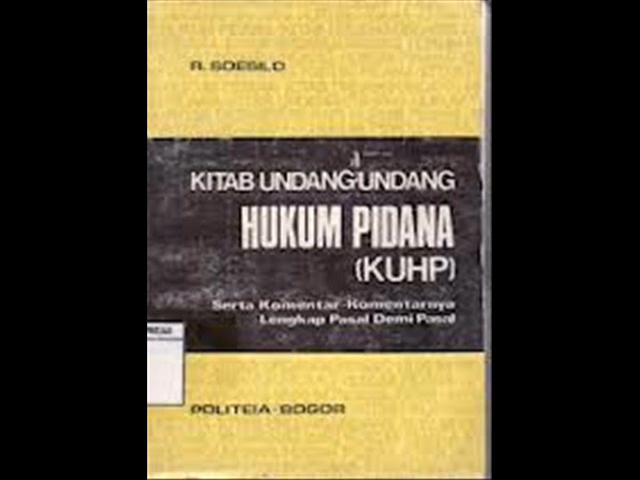 R. SOESILO
KITAB UNDANG-UNDANG
HUKUM PIDANA
(KUHP)
Serta Komentar-Komentarnya
Lengkap Pasal Demi Pasal
POLITEIA-BOGOR